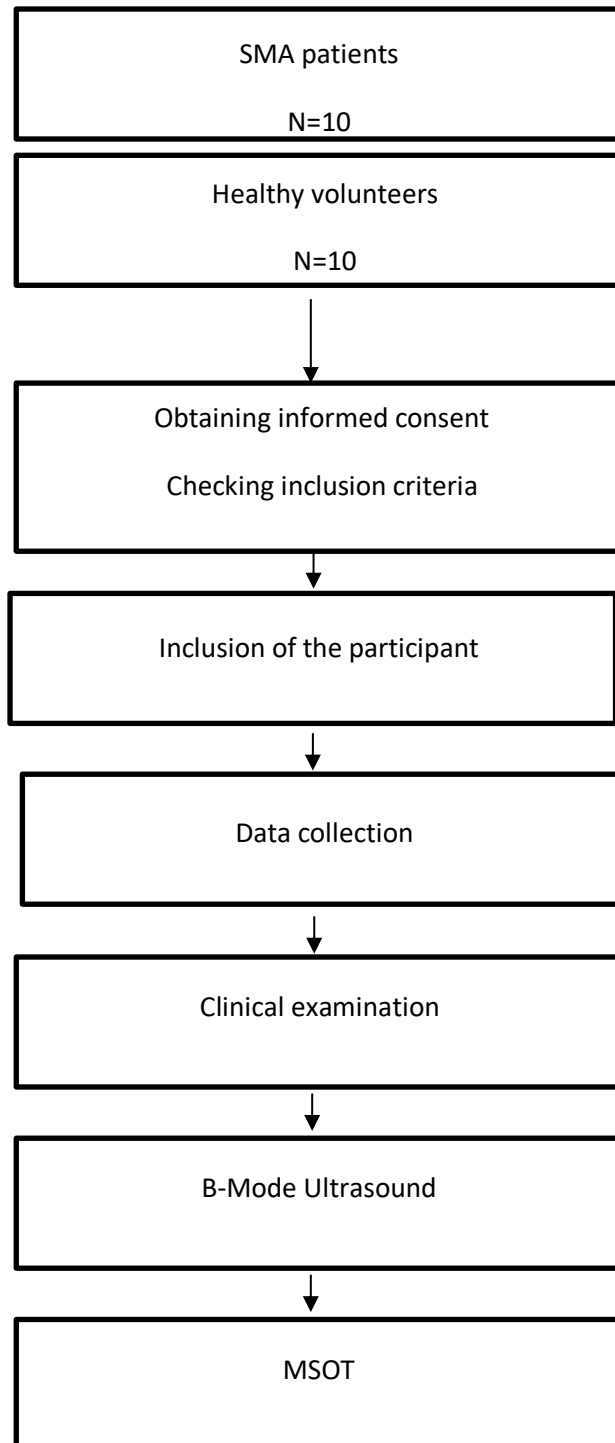 SMA patients
N=10
Healthy volunteers
N=10
Obtaining informed consent
Checking inclusion criteria
Inclusion of the participant
Data collection
Clinical examination
B-Mode Ultrasound
MSOT